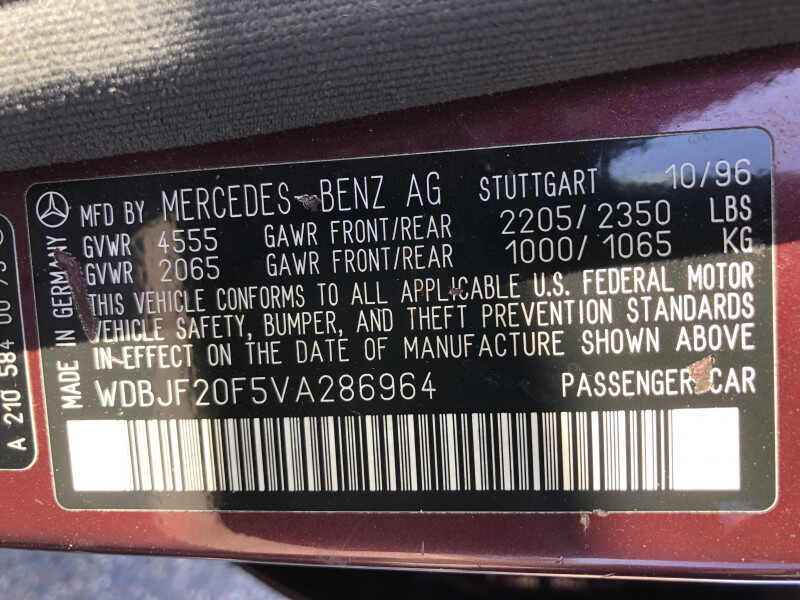 MFD BY MERCEDES-BENZ AG STUTTGART 10/96
GVWR 4555 GAWR FRONT/REAR 2205/2350 LBS
GVWR 2065 GAWR FRONT/REAR 1000/1065 KG
THIS VEHICLE CONFORMS TO ALL APPLICABLE U.S. FEDERAL MOTOR
VEHICLE SAFETY, BUMPER, AND THEFT PREVENTION STANDARDS
IN EFFECT ON THE DATE OF MANUFACTURE SHOWN ABOVE
WDBJF20F5VA286964 PASSENGER CAR
MADE IN GERMANY
A 210 584 00